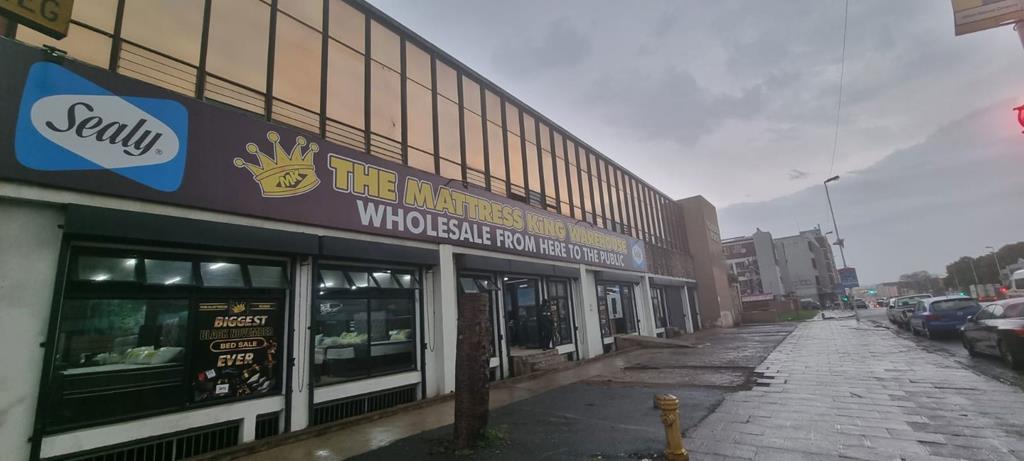 Sealy
MK
THE MATTRESS KING WAREHOUSE
WHOLESALE FROM HERE TO THE PUBLIC
BIGGEST
BLACK NOVEMBER
BED SALE
EVER